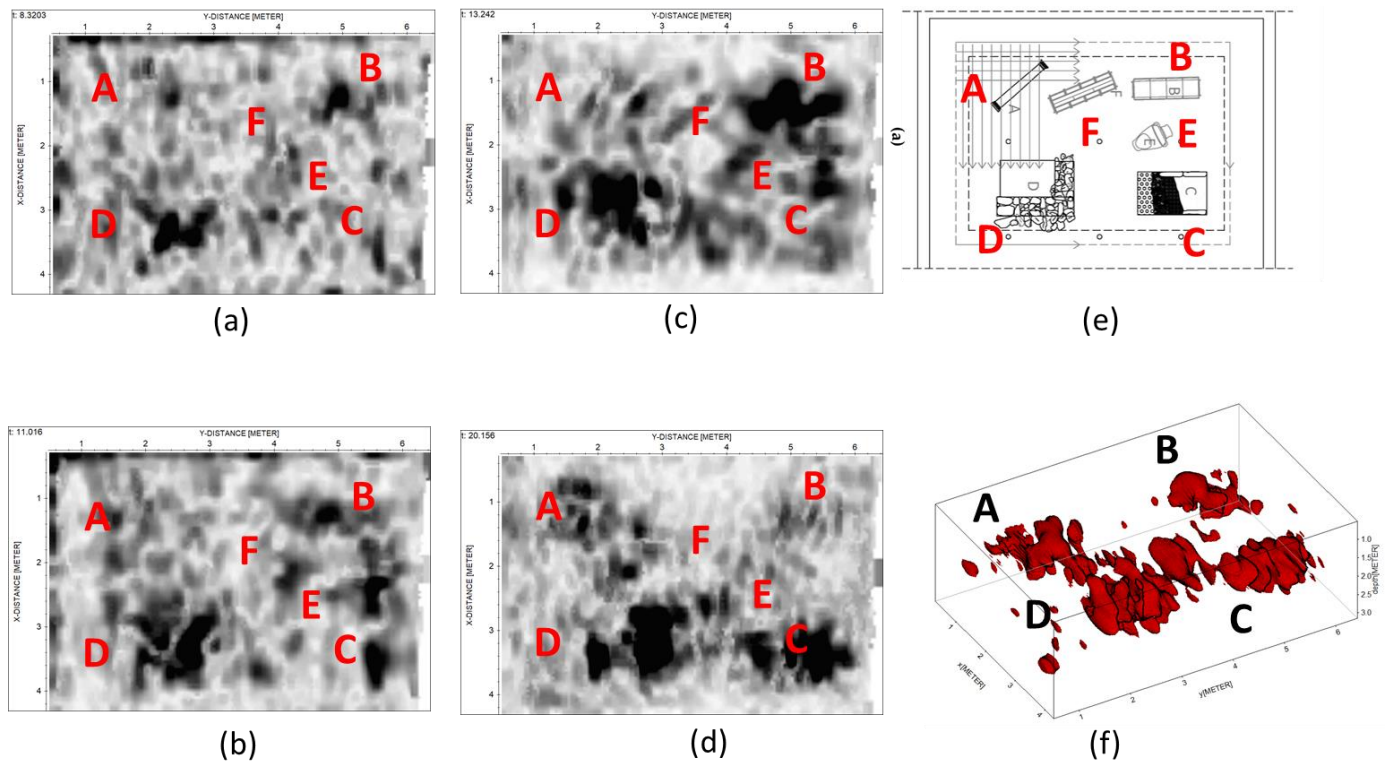 t: 8.3203
Y-DISTANCE [METER]
1 2 3 4 5 6
X-DISTANCE [METER]
1
2
3
4
A
B
F
E
D
C
(a)
t: 13.242
Y-DISTANCE [METER]
1 2 3 4 5 6
X-DISTANCE [METER]
1
2
3
4
A
B
F
E
D
C
(c)
(a)
A
B
F
E
D
C
A
F
B
E
D
C
(e)
t: 11.016
Y-DISTANCE [METER]
1 2 3 4 5 6
X-DISTANCE [METER]
1
2
3
4
A
B
F
E
D
C
(b)
t: 20.156
Y-DISTANCE [METER]
1 2 3 4 5 6
X-DISTANCE [METER]
1
2
3
4
A
B
F
E
D
C
(d)
A
B
D
C
1.0
1.5
2.0
2.5
3.0
depth[METER]
1
2
3
4
x[METER]
1 2 3 4 5 6
y[METER]
(f)